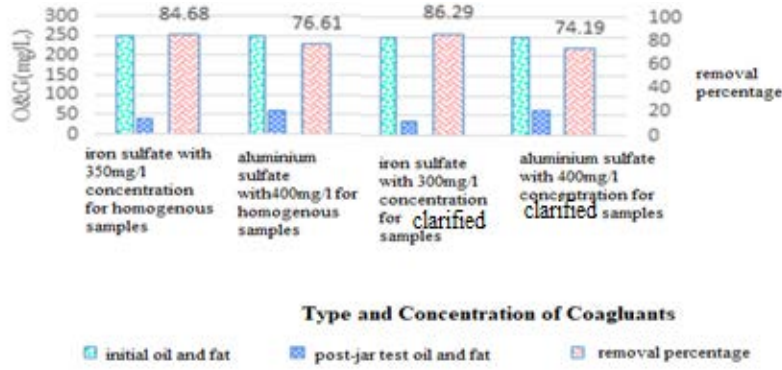 300
250
200
150
100
50
0
O&G(mg/L)
84.68
76.61
86.29
74.19
100
80
60
40
20
0
removal
percentage
iron sulfate with
350mg/l
concentration
for homogenous
samples
aluminium
sulfate
with400mg/l for
homogenous
samples
iron sulfate
with 300mg/l
concentration
for clarified
samples
aluminium sulfate
with 400mg/l
concentration for
clarified samples
Type and Concentration of Coagluants
initial oil and fat
post-jar test oil and fat
removal percentage